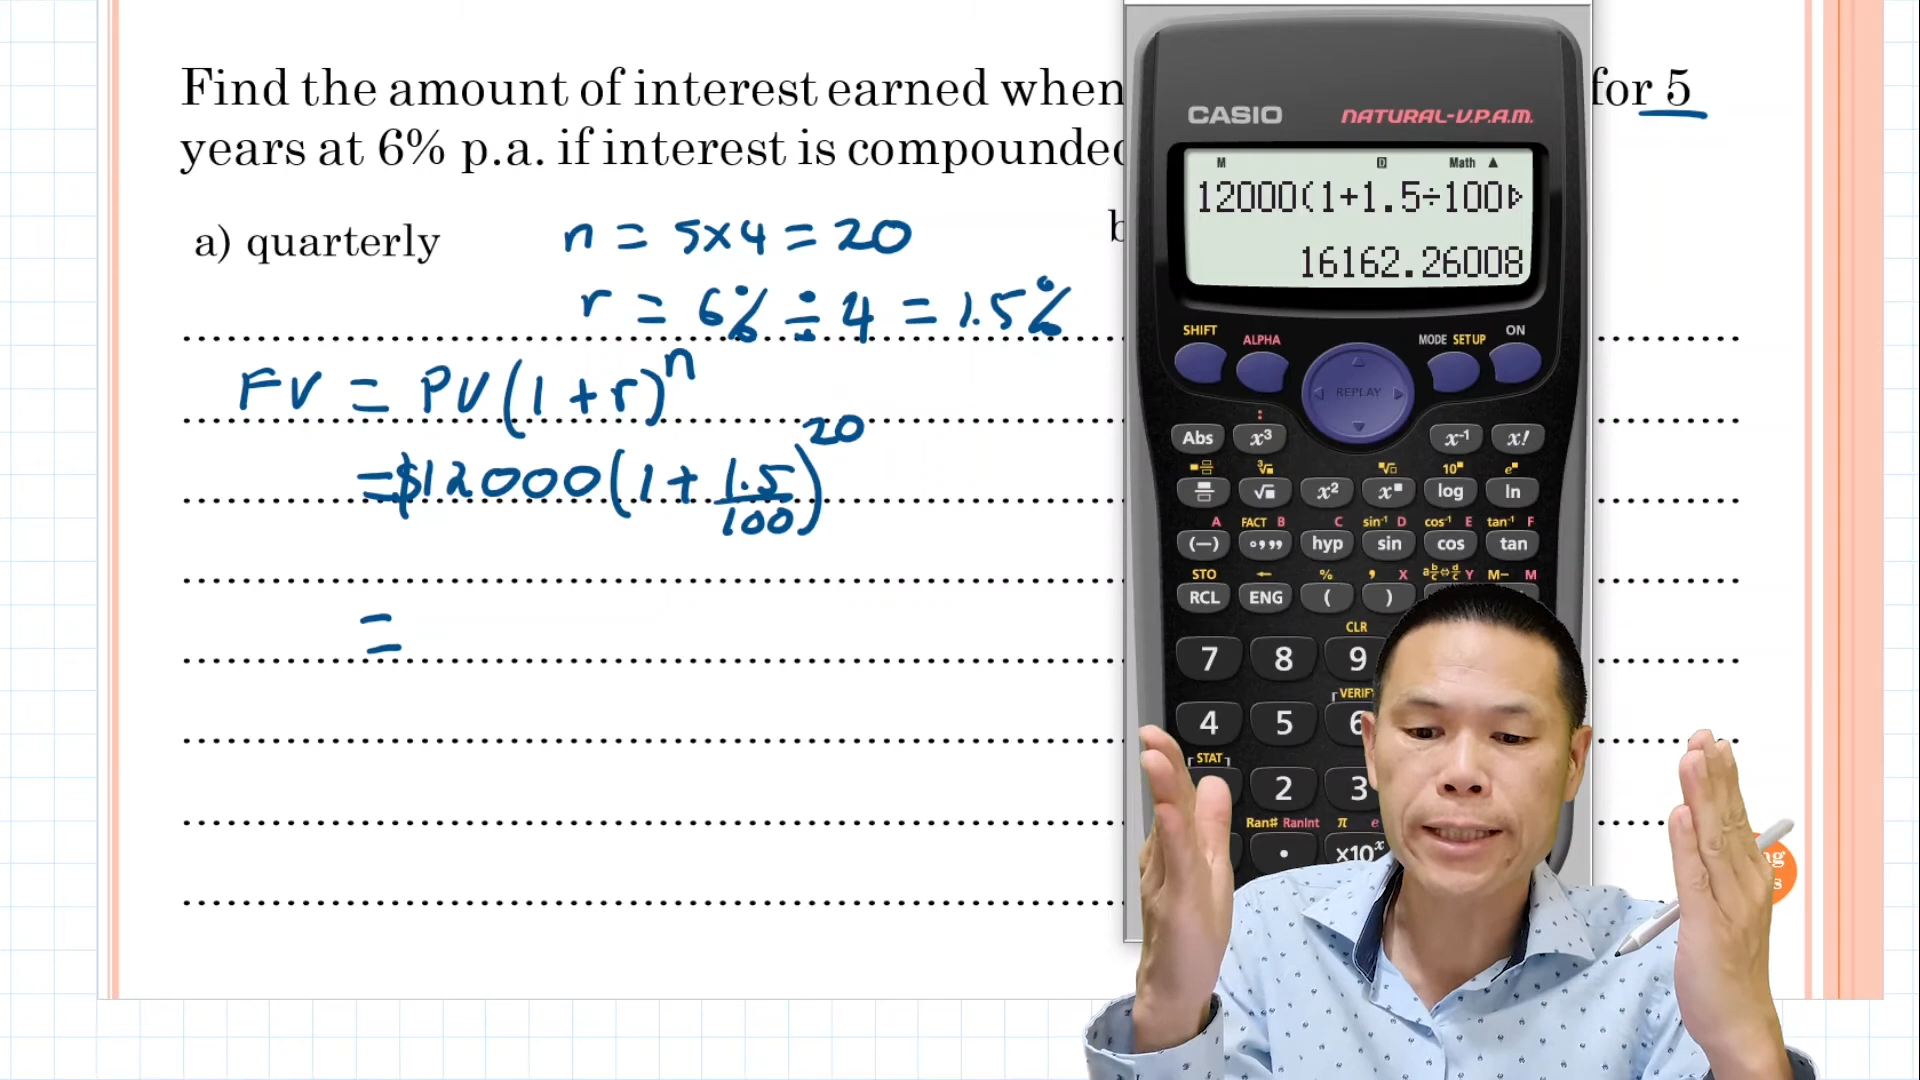 Find the amount of interest earned when for 5
years at 6% p.a. if interest is compounded
a) quarterly
n = 5×4 = 20
r = 6% ÷ 4 = 1.5%
FV = PV(1+r)^n
=$12000(1+1.5/100)^20
=
CASIO NATURAL-V.P.A.M.
M D Math ▲
12000(1+1.5÷100
16162.26008
SHIFT ALPHA MODE SETUP ON
REPLAY
Abs x³ x⁻¹ x!
10■ e■
√■ x² x■ log ln
A FACT B C sin⁻¹ D cos⁻¹ E tan⁻¹ F
(−) hyp sin cos tan
STO ← % , X Y M− M
RCL ENG ( )
CLR
7 8 9
VERIFY
4 5 6
STAT
2 3
Ran# RanInt π e
• ×10ˣ